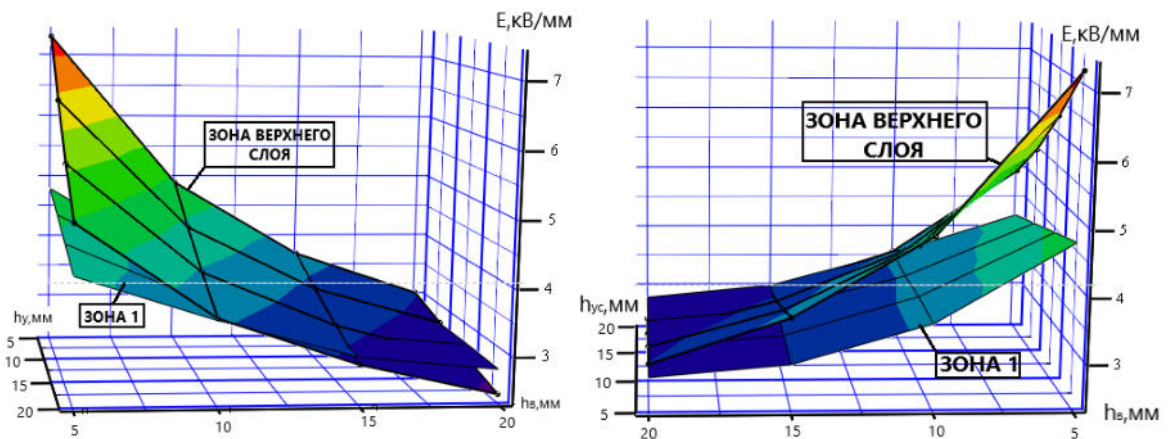 E,кВ/мм
7
6
5
4
3
ЗОНА ВЕРХНЕГО
СЛОЯ
ЗОНА 1
hу,мм
5
10
15
20
5
10
15
20
hв,мм
E,кВ/мм
7
6
5
4
3
ЗОНА ВЕРХНЕГО
СЛОЯ
ЗОНА 1
hус,мм
20
15
10
5
20
15
10
5
hв,мм